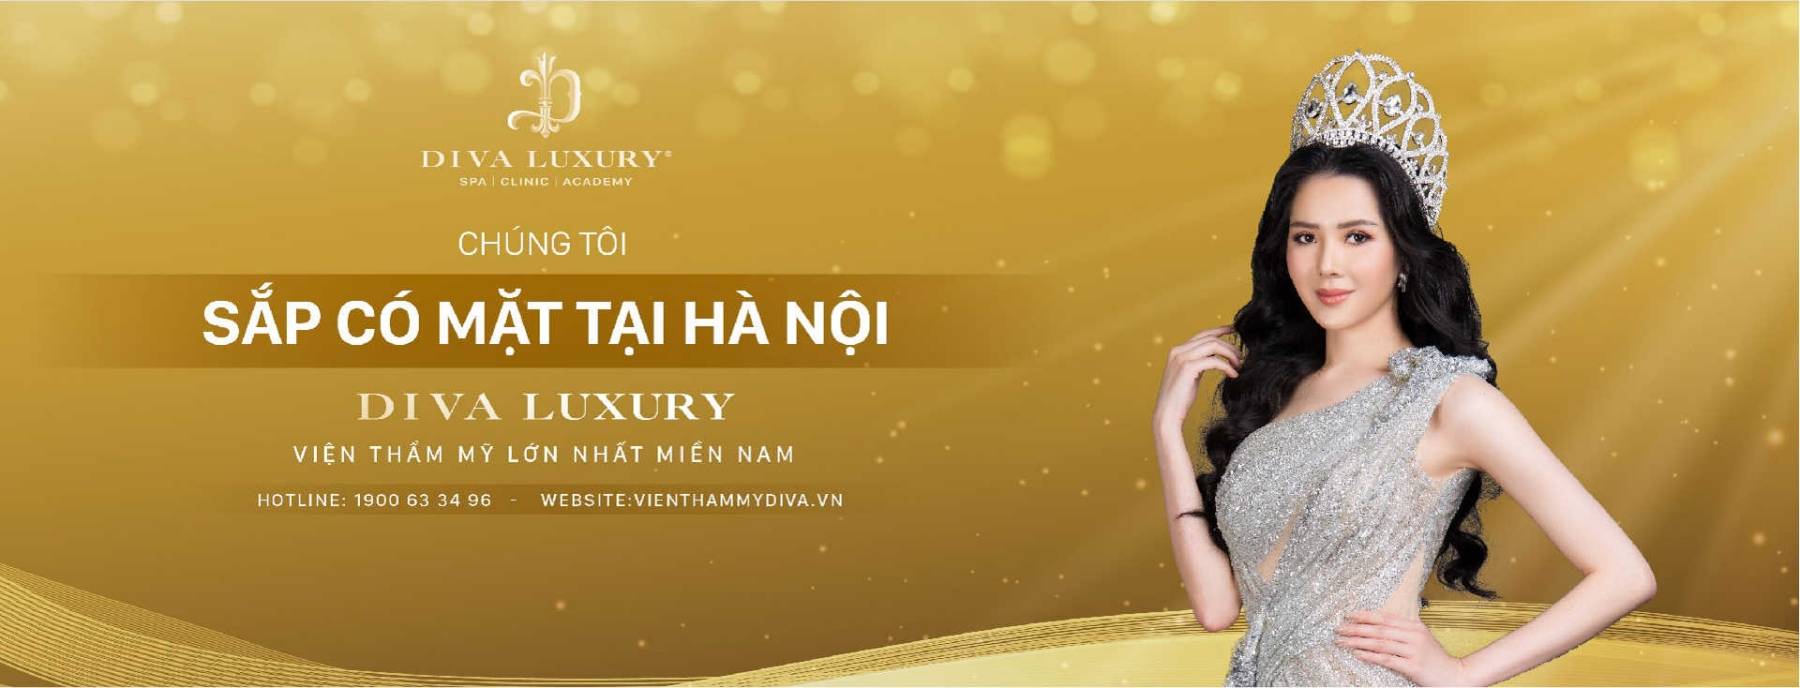 DIVA LUXURY®
SPA | CLINIC | ACADEMY
CHÚNG TÔI
SẮP CÓ MẶT TẠI HÀ NỘI
DIVA LUXURY
VIỆN THẨM MỸ LỚN NHẤT MIỀN NAM
HOTLINE: 1900 63 34 96 - WEBSITE:VIENTHAMMYDIVA.VN